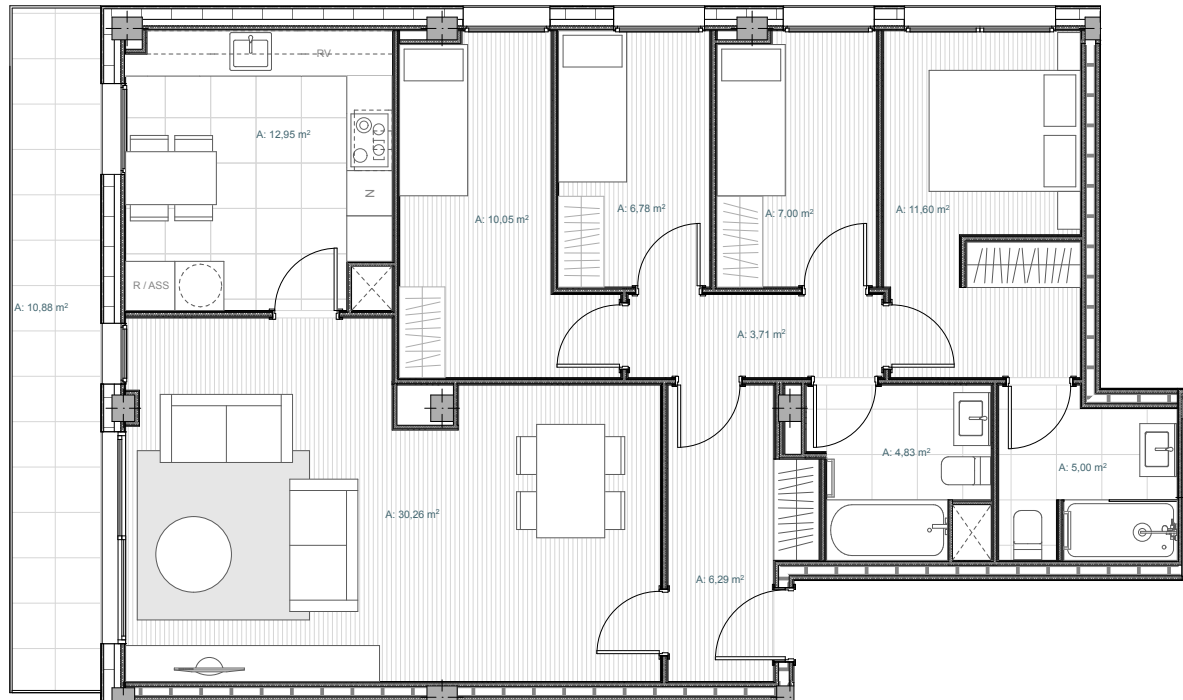 RV
A: 12,95 m²
N
R / ASS
A: 10,88 m²
A: 10,05 m²
A: 6,78 m²
A: 7,00 m²
A: 11,60 m²
A: 3,71 m²
A: 4,83 m²
A: 5,00 m²
A: 30,26 m²
A: 6,29 m²